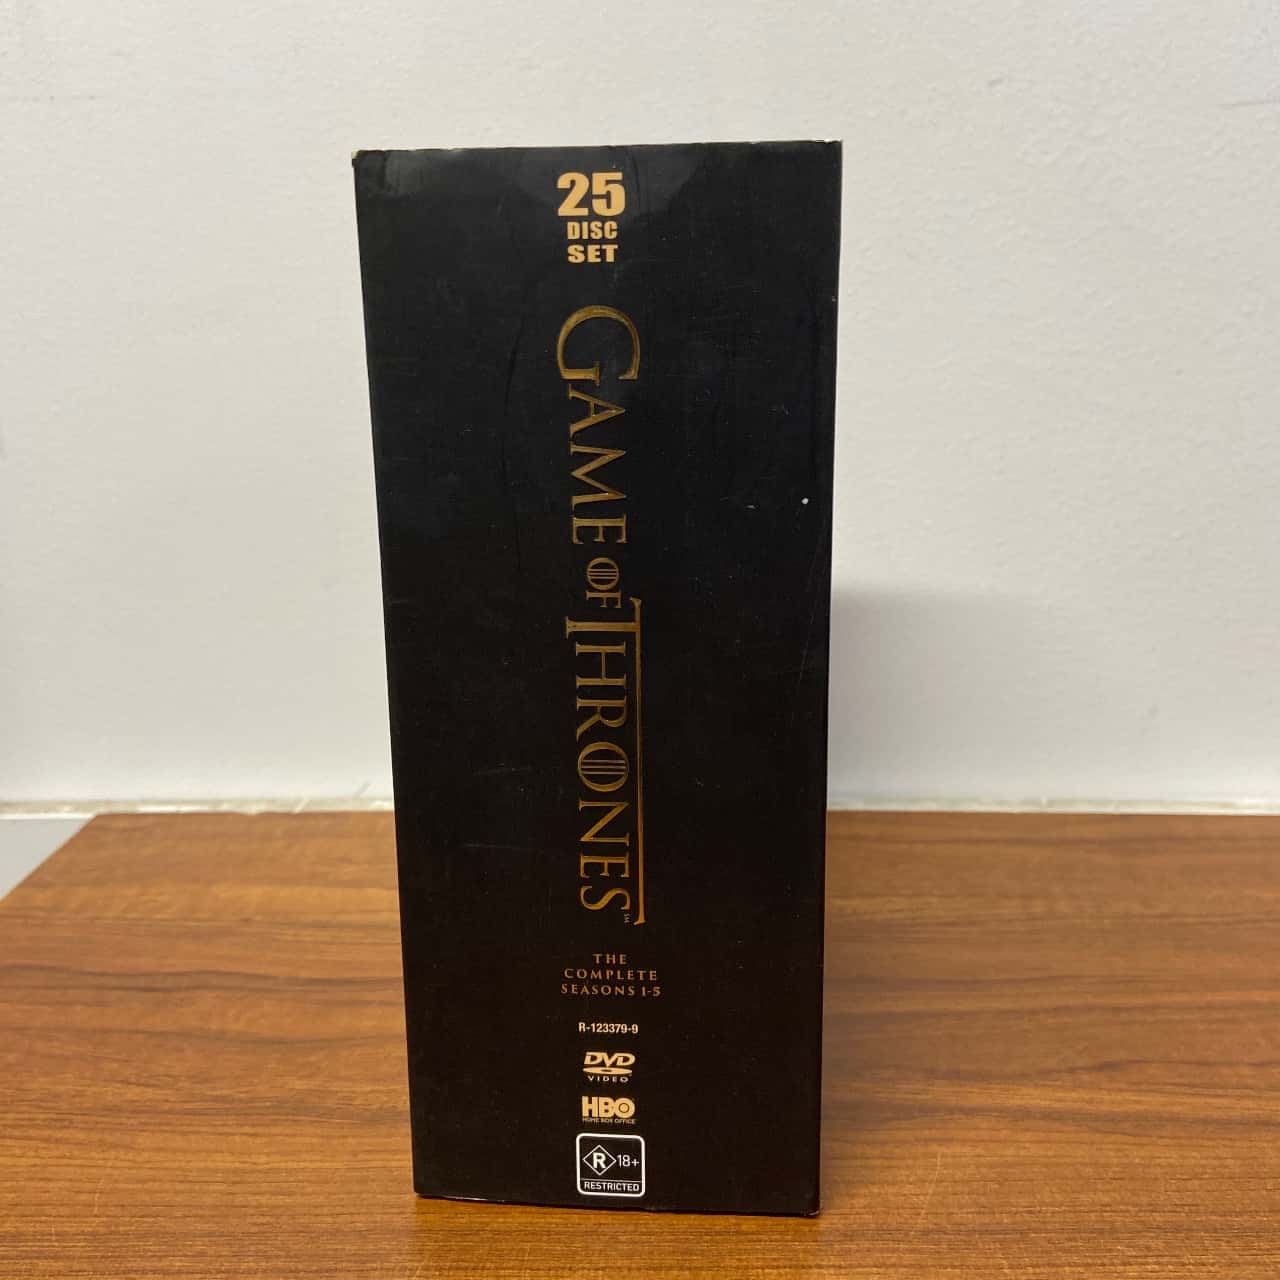 25
DISC
SET
GAME OF THRONES™
THE
COMPLETE
SEASONS 1-5
R-123379-9
DVD
VIDEO
HBO
HOME BOX OFFICE
R 18+
RESTRICTED